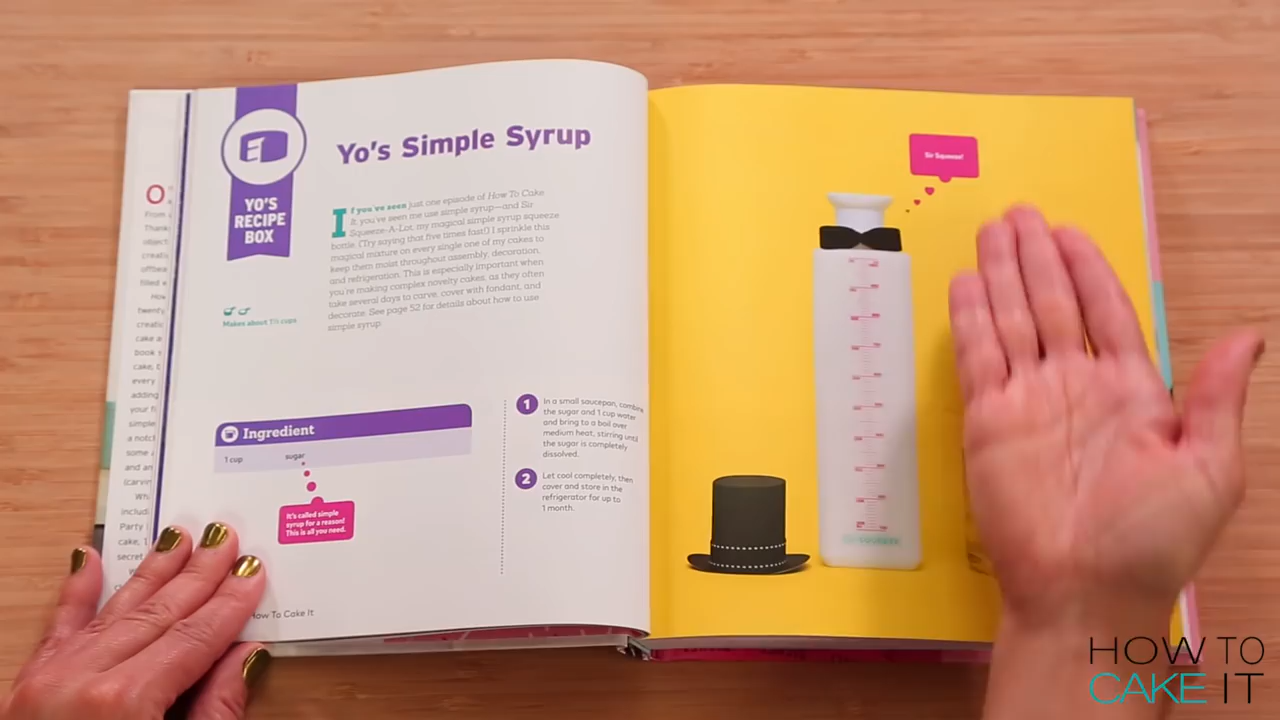 YO'S
RECIPE
BOX
Yo's Simple Syrup
If you've seen just one episode of How To Cake
It, you've seen me use simple syrup—and Sir
Squeeze-A-Lot, my magical simple syrup squeeze
bottle. (Try saying that five times fast!) I sprinkle this
magical mixture on every single one of my cakes to
keep them moist throughout assembly, decoration,
and refrigeration. This is especially important when
you're making complex novelty cakes, as they often
take several days to carve, cover with fondant, and
decorate. See page 52 for details about how to use
simple syrup.
Makes about 1½ cups
Ingredient
1 cup sugar
It's called simple
syrup for a reason!
This is all you need.
1 In a small saucepan, combine
the sugar and 1 cup water
and bring to a boil over
medium heat, stirring until
the sugar is completely
dissolved.
2 Let cool completely, then
cover and store in the
refrigerator for up to
1 month.
How To Cake It
Sir Squeeze!
HOW TO
CAKE IT